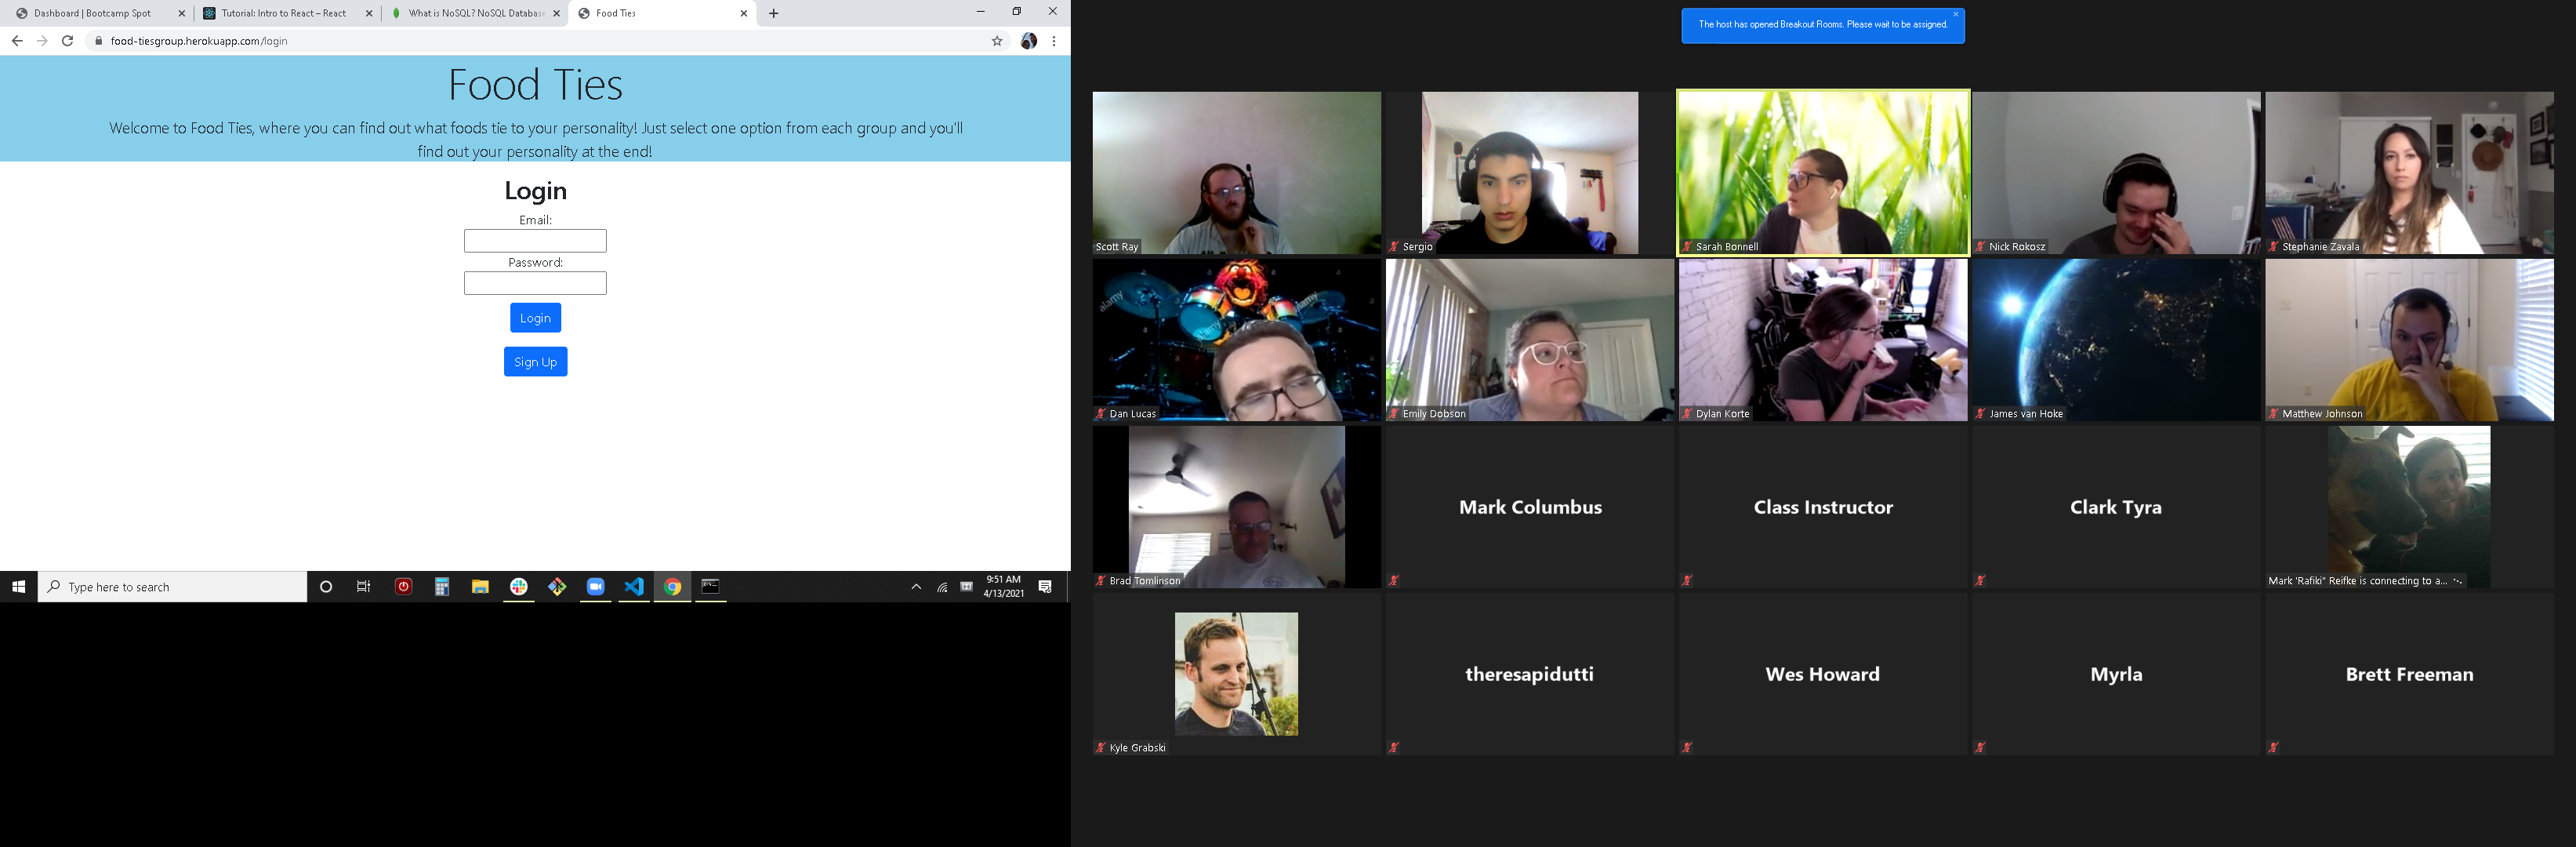 Dashboard | Bootcamp Spot
Tutorial: Intro to React – React
What is NoSQL? NoSQL Database
Food Ties
food-tiesgroup.herokuapp.com/login
Food Ties
Welcome to Food Ties, where you can find out what foods tie to your personality! Just select one option from each group and you'll
find out your personality at the end!
Login
Email:
Password:
Login
Sign Up
Type here to search
9:51 AM
4/13/2021
The host has opened Breakout Rooms. Please wait to be assigned.
Scott Ray
Sergio
Sarah Bonnell
Nick Rokosz
Stephanie Zavala
alamy
Dan Lucas
Emily Dobson
Dylan Korte
James van Hoke
Matthew Johnson
Brad Tomlinson
Mark Columbus
Class Instructor
Clark Tyra
Mark 'Rafiki" Reifke is connecting to a...
Kyle Grabski
theresapidutti
Wes Howard
Myrla
Brett Freeman